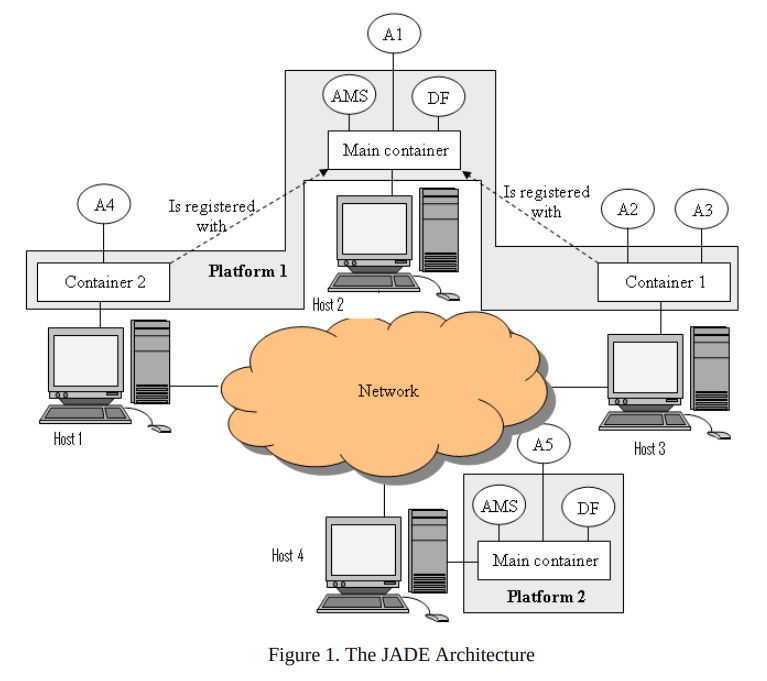 A1
AMS
DF
Main container
Is registered
with
Is registered
with
A4
A2
A3
Container 2
Platform 1
Container 1
Host 2
Network
Host 1
Host 3
A5
AMS
DF
Host 4
Main container
Platform 2
Figure 1. The JADE Architecture